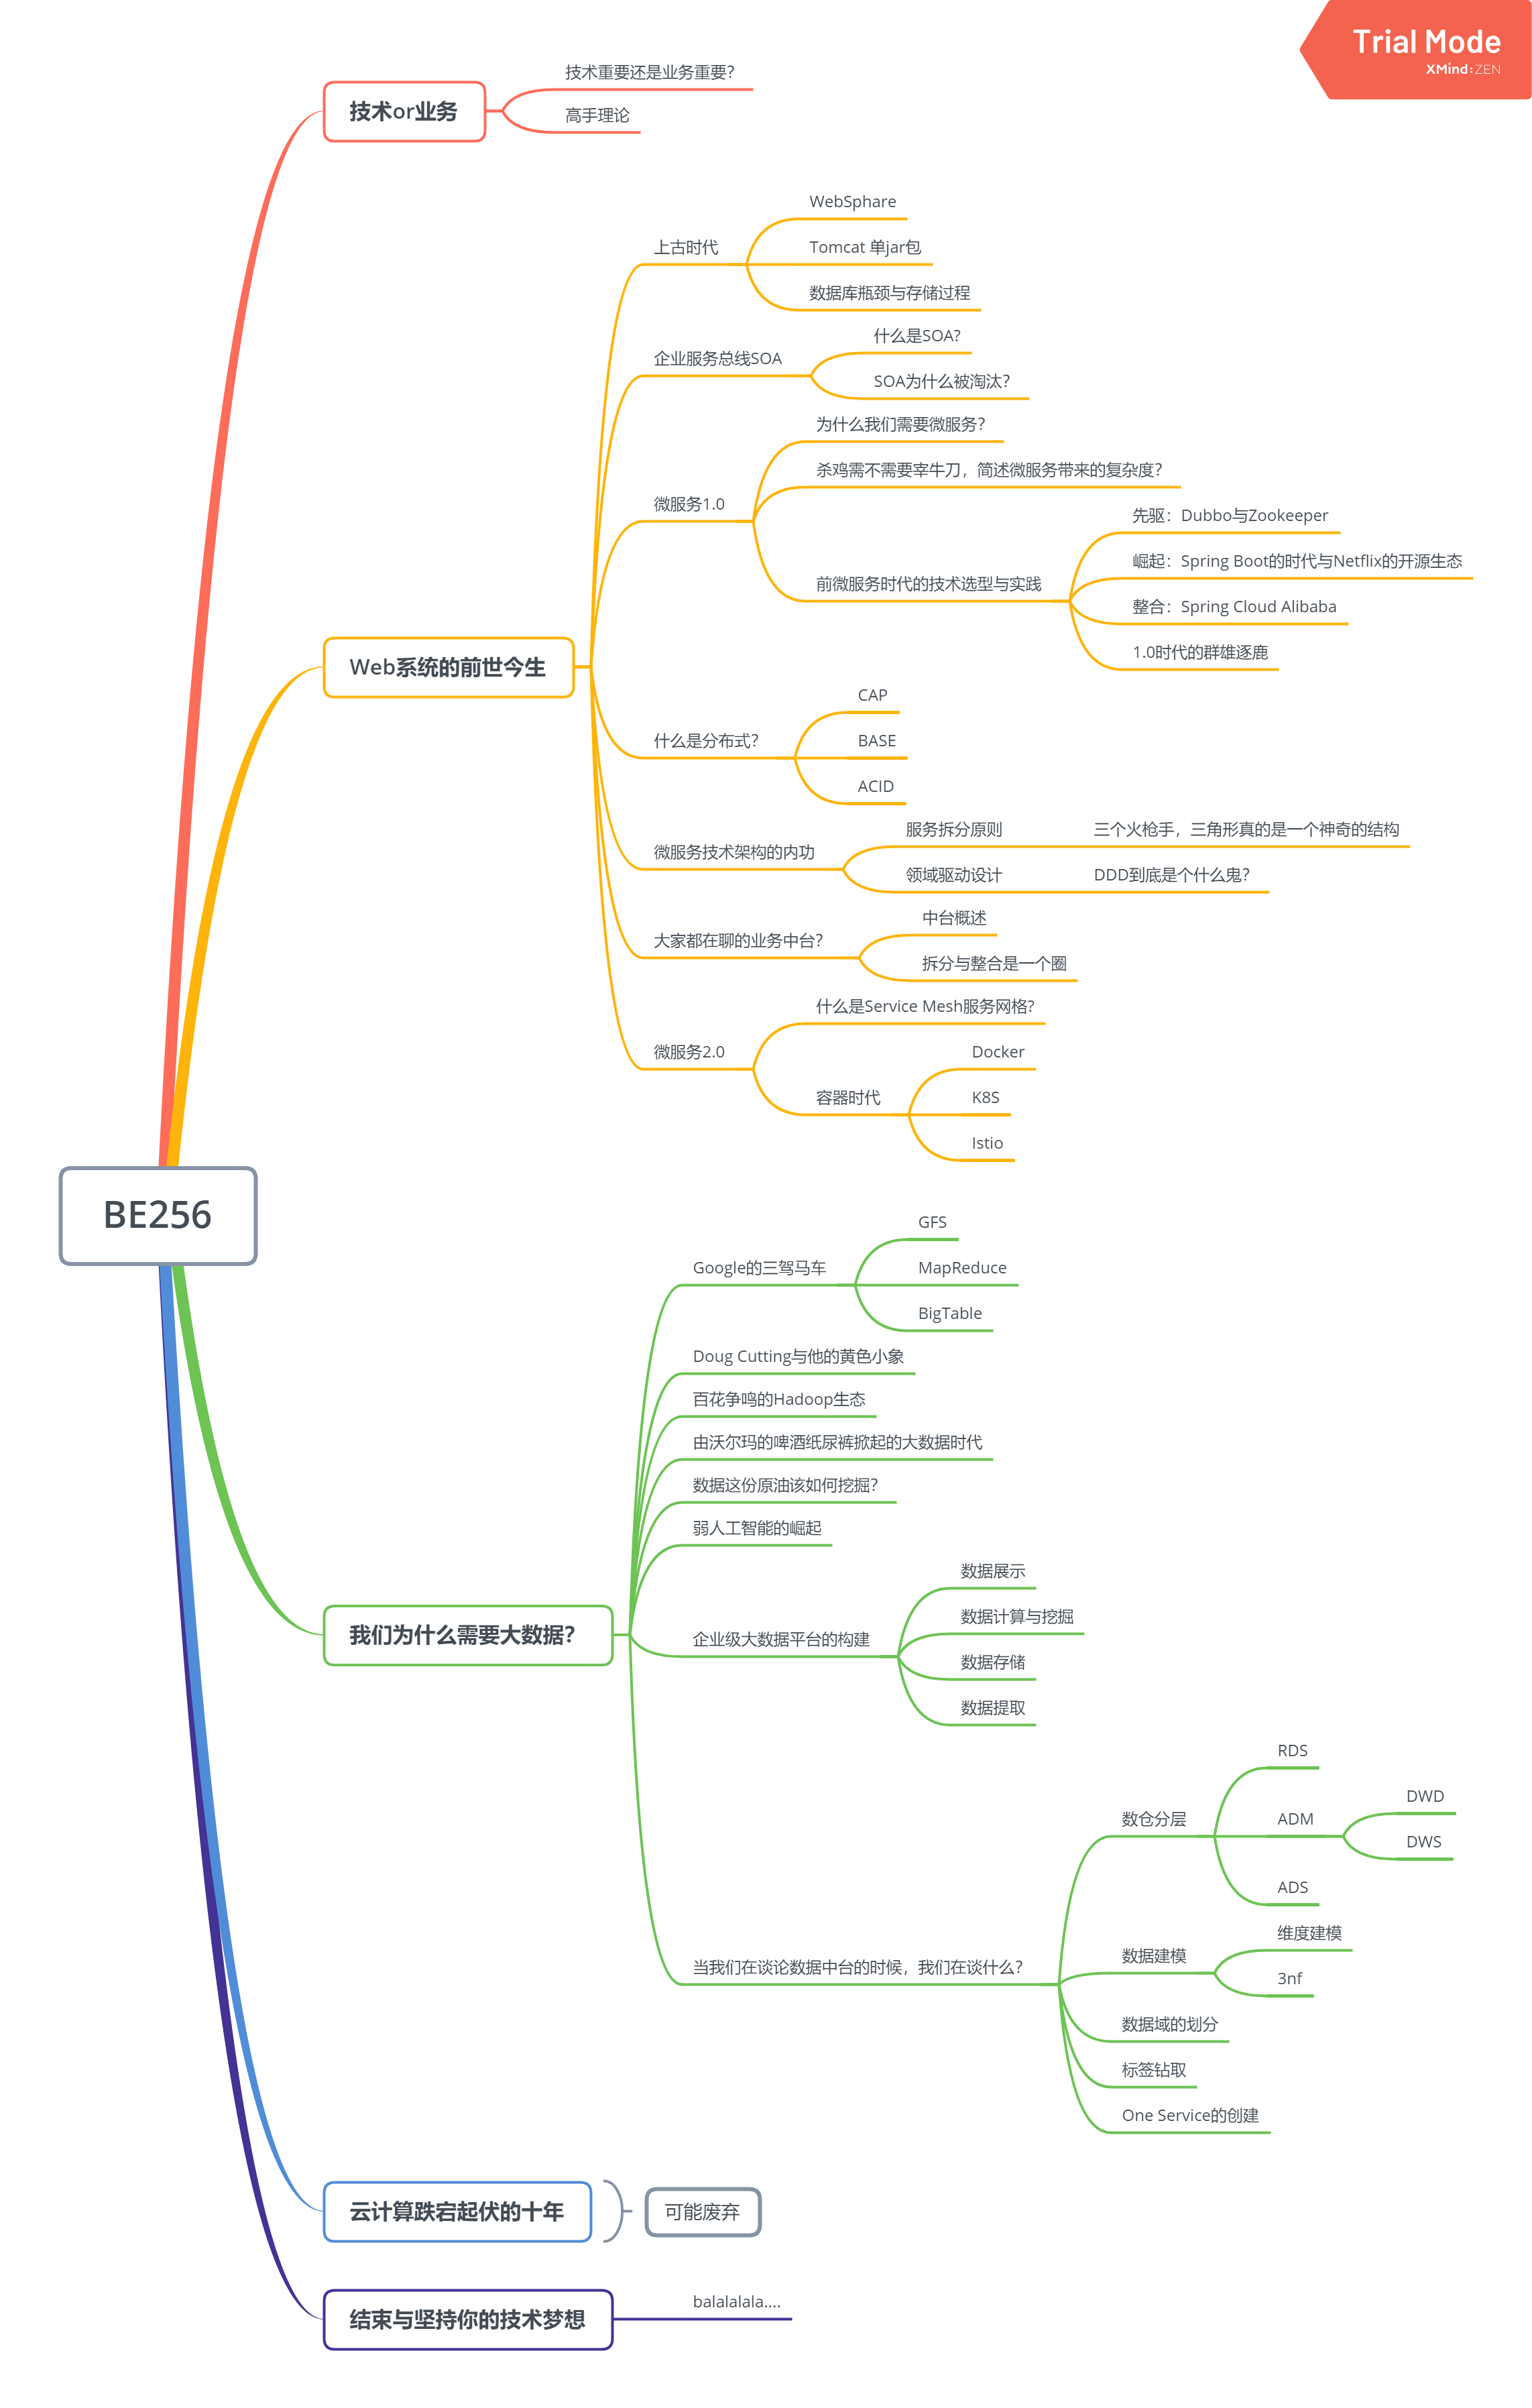 Trial Mode
XMind:ZEN
BE256
技术or业务
技术重要还是业务重要？
高手理论
Web系统的前世今生
上古时代
WebSphare
Tomcat 单jar包
数据库瓶颈与存储过程
企业服务总线SOA
什么是SOA?
SOA为什么被淘汰？
微服务1.0
为什么我们需要微服务？
杀鸡需不需要宰牛刀，简述微服务带来的复杂度？
前微服务时代的技术选型与实践
先驱：Dubbo与Zookeeper
崛起：Spring Boot的时代与Netflix的开源生态
整合：Spring Cloud Alibaba
1.0时代的群雄逐鹿
什么是分布式？
CAP
BASE
ACID
微服务技术架构的内功
服务拆分原则
三个火枪手，三角形真的是一个神奇的结构
领域驱动设计
DDD到底是个什么鬼？
大家都在聊的业务中台？
中台概述
拆分与整合是一个圈
微服务2.0
什么是Service Mesh服务网格?
容器时代
Docker
K8S
Istio
我们为什么需要大数据？
Google的三驾马车
GFS
MapReduce
BigTable
Doug Cutting与他的黄色小象
百花争鸣的Hadoop生态
由沃尔玛的啤酒纸尿裤掀起的大数据时代
数据这份原油该如何挖掘？
弱人工智能的崛起
企业级大数据平台的构建
数据展示
数据计算与挖掘
数据存储
数据提取
当我们在谈论数据中台的时候，我们在谈什么？
数仓分层
RDS
ADM
DWD
DWS
ADS
数据建模
维度建模
3nf
数据域的划分
标签钻取
One Service的创建
云计算跌宕起伏的十年
可能废弃
结束与坚持你的技术梦想
balalalala....